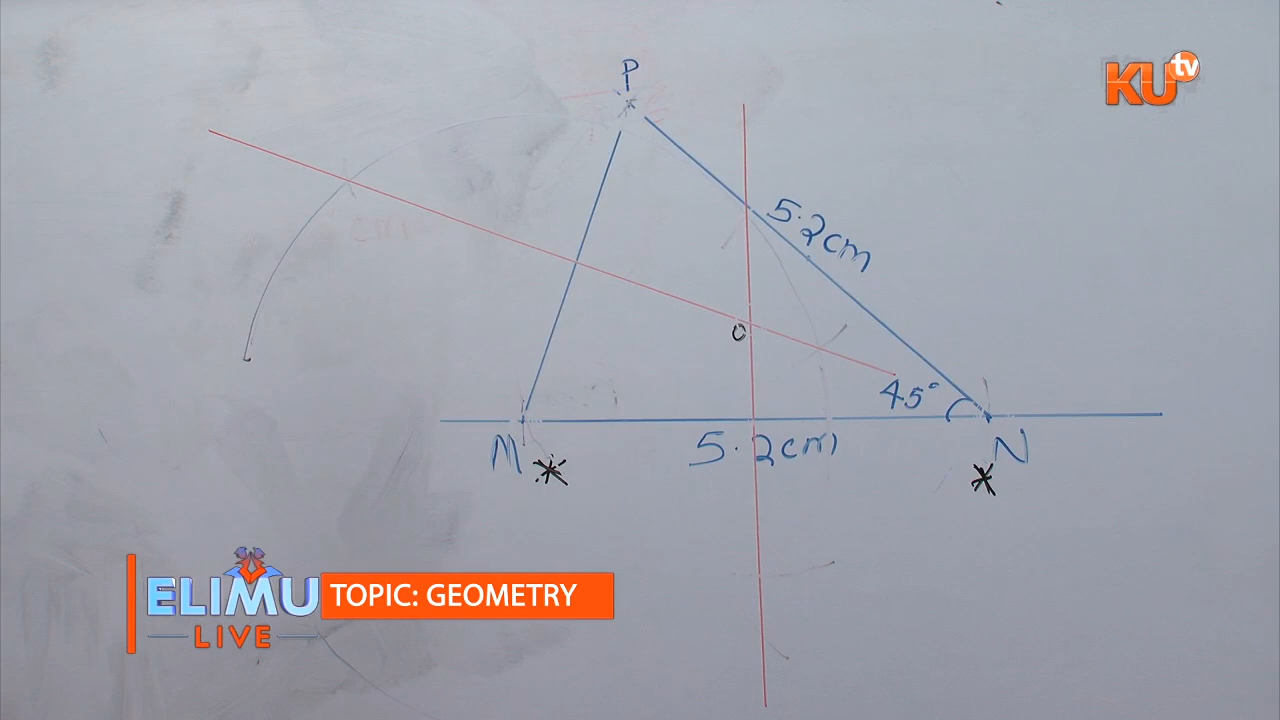 P
KU tv
5.2cm
O
45°
M
5.2cm
N
ELIMU
LIVE
TOPIC: GEOMETRY